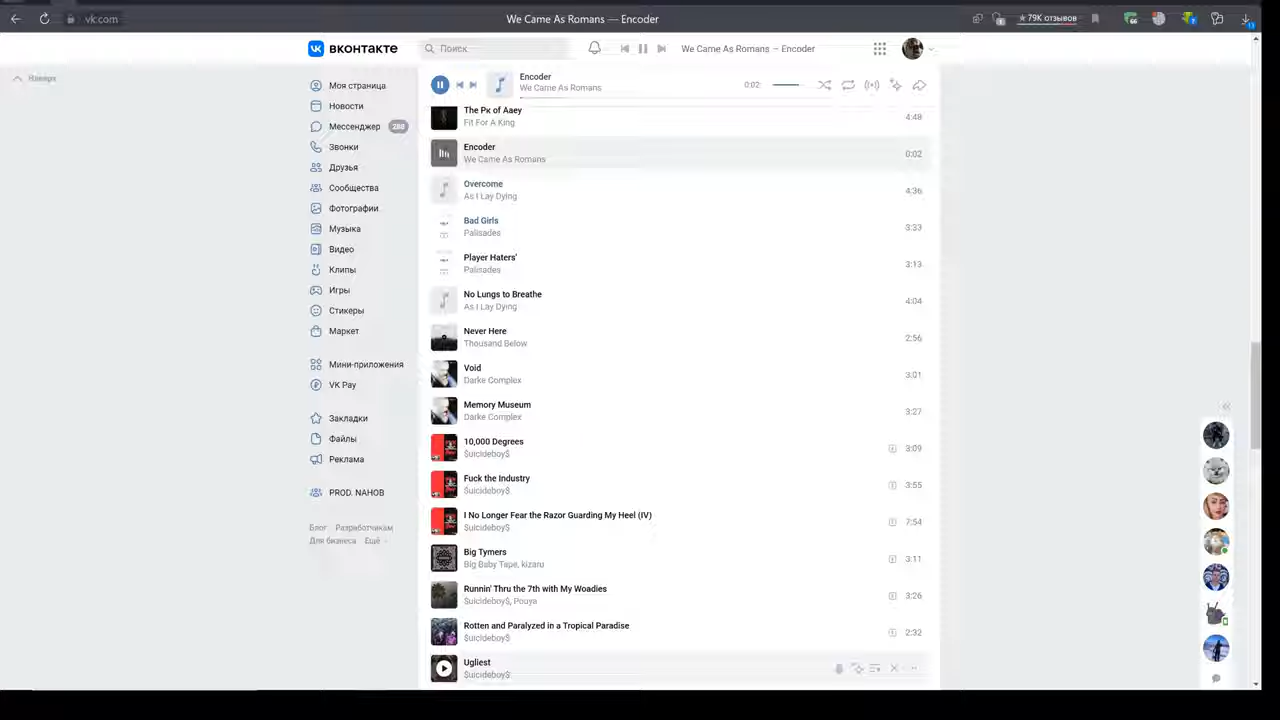 vk.com
We Came As Romans — Encoder
★ 79K отзывов
ВКОНТАКТЕ
Поиск
We Came As Romans – Encoder
Наверх
Моя страница
Новости
Мессенджер 288
Звонки
Друзья
Сообщества
Фотографии
Музыка
Видео
Клипы
Игры
Стикеры
Маркет
Мини-приложения
VK Pay
Закладки
Файлы
Реклама
PROD. NAHOB
Блог Разработчикам
Для бизнеса Ещё
Encoder
We Came As Romans
0:02
Fit For A King
4:48
Encoder
We Came As Romans
0:02
Overcome
As I Lay Dying
4:36
Bad Girls
Palisades
3:33
Player Haters'
Palisades
3:13
No Lungs to Breathe
As I Lay Dying
4:04
Never Here
Thousand Below
2:56
Void
Darke Complex
3:01
Memory Museum
Darke Complex
3:27
10,000 Degrees
$uicideboy$
3:09
Fuck the Industry
$uicideboy$
3:55
I No Longer Fear the Razor Guarding My Heel (IV)
$uicideboy$
7:54
Big Tymers
Big Baby Tape, kizaru
3:11
Runnin' Thru the 7th with My Woadies
$uicideboy$, Pouya
3:26
Rotten and Paralyzed in a Tropical Paradise
$uicideboy$
2:32
Ugliest
$uicideboy$